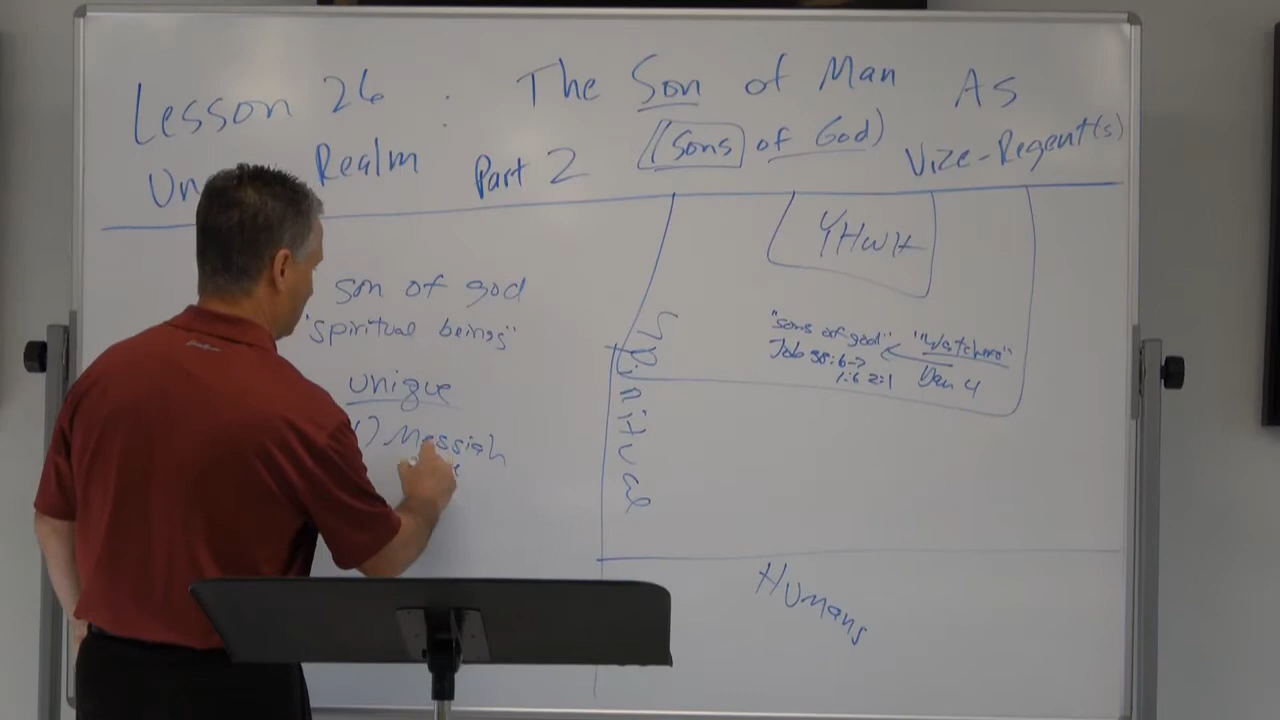 Lesson 26 : The Son of Man As
Un Realm Part 2 (Sons of God) Vize-Regent(s)
son of god
"spiritual beings"
unique
1) Messiah
Spiritual
YHWH
"sons of god" "Watchers"
Job 38:6-7 Dan 4
1:6 2:1
Humans